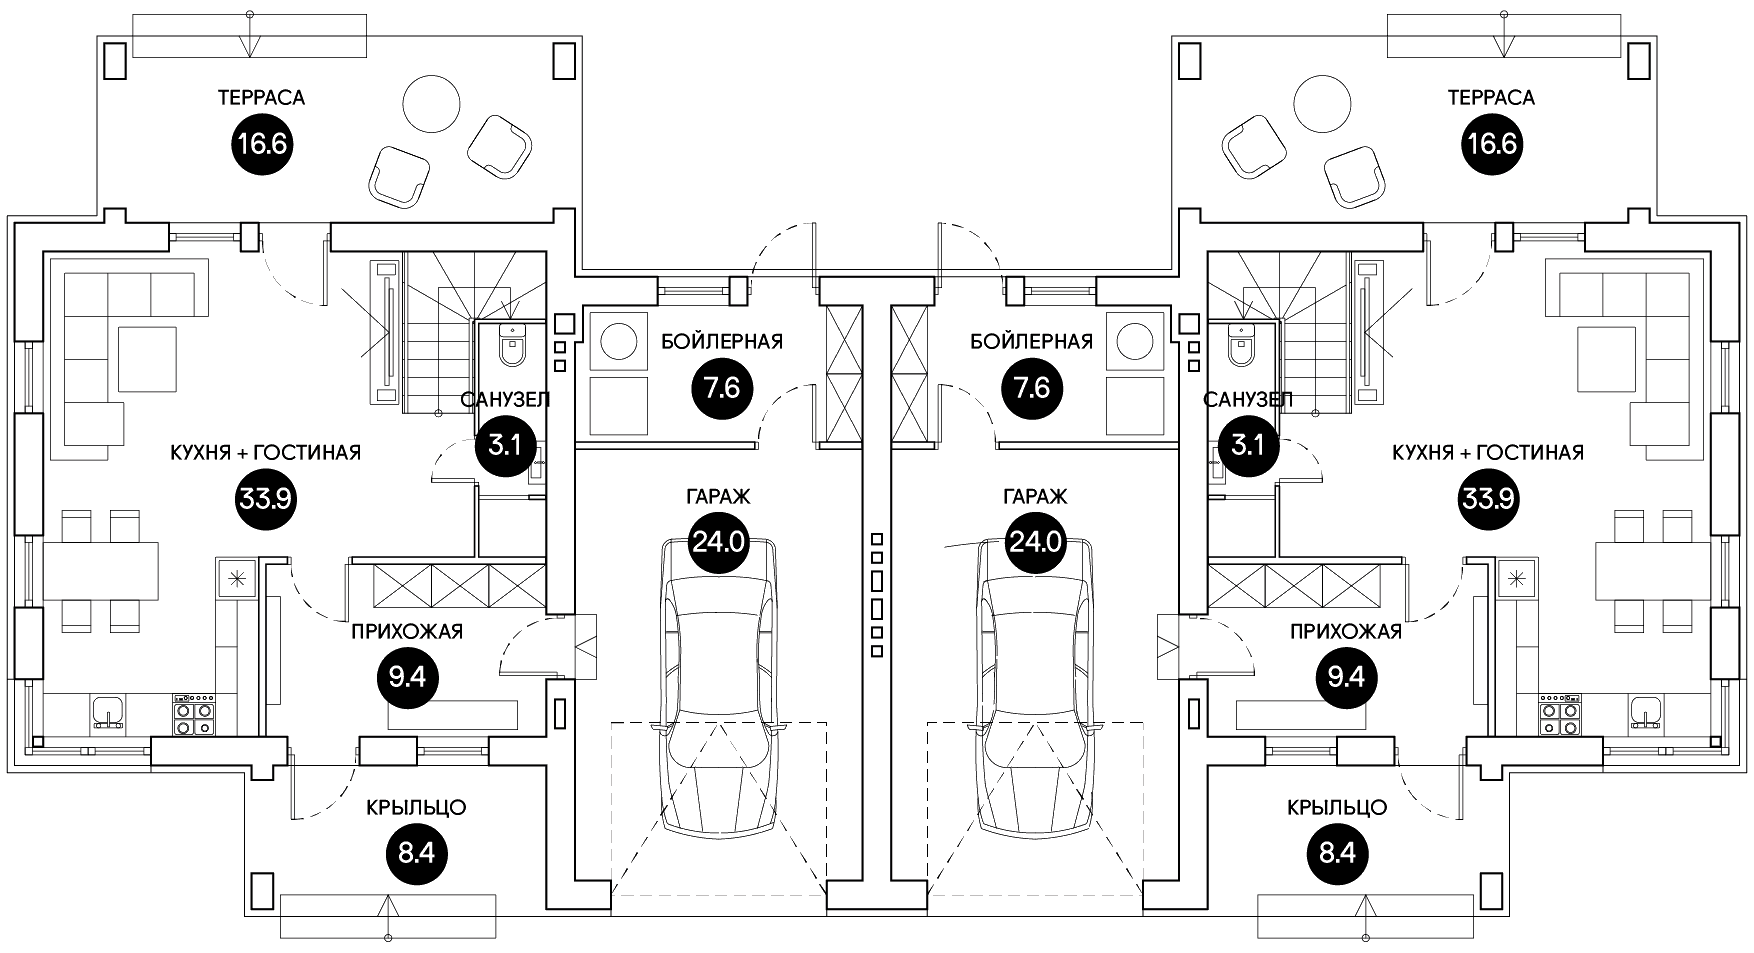 ТЕРРАСА
16.6
ТЕРРАСА
16.6
БОЙЛЕРНАЯ
7.6
БОЙЛЕРНАЯ
7.6
САНУЗЕЛ
3.1
САНУЗЕЛ
3.1
КУХНЯ + ГОСТИНАЯ
33.9
КУХНЯ + ГОСТИНАЯ
33.9
ГАРАЖ
24.0
ГАРАЖ
24.0
ПРИХОЖАЯ
9.4
ПРИХОЖАЯ
9.4
КРЫЛЬЦО
8.4
КРЫЛЬЦО
8.4